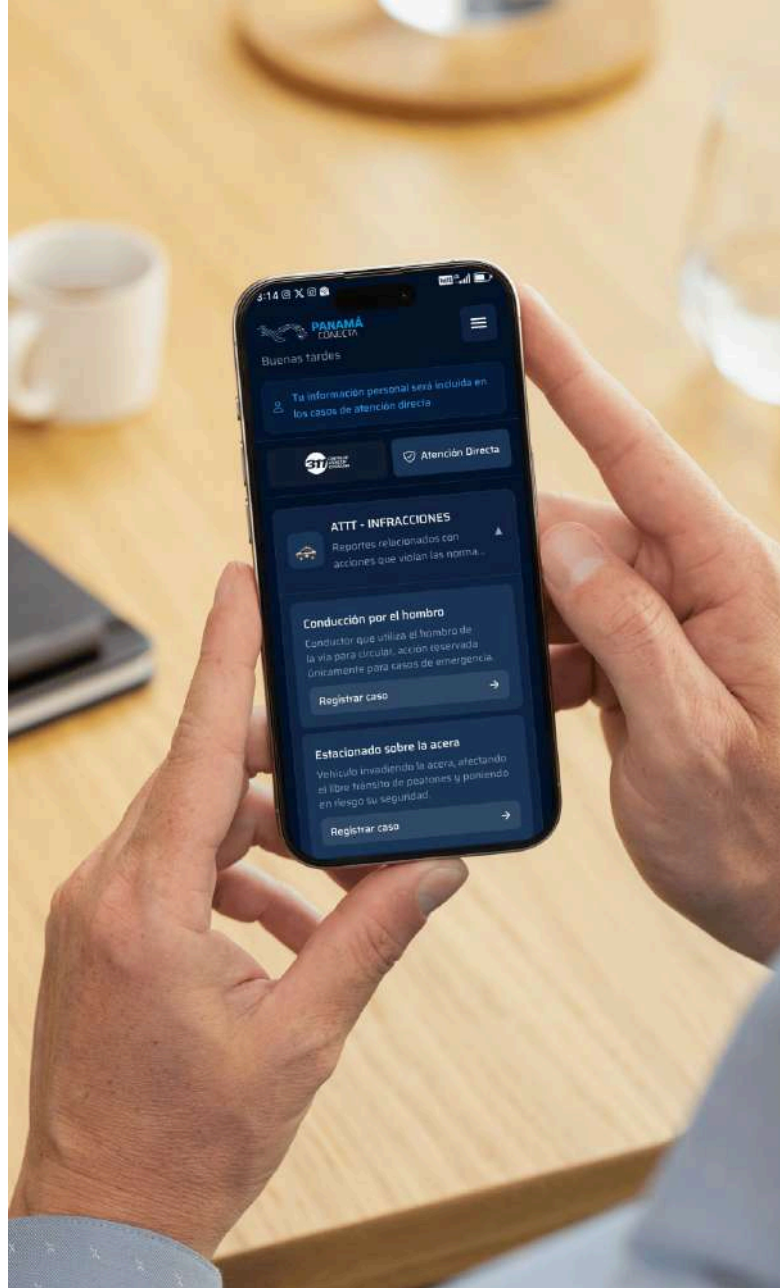 3:14
PANAMÁ
CONECTA
Buenas tardes
Tu información personal será incluida en
los casos de atención directa
311
Atención Directa
ATTT - INFRACCIONES
Reportes relacionados con
acciones que violan las norma...
Conducción por el hombro
Conductor que utiliza el hombro de
la vía para circular, acción reservada
únicamente para casos de emergencia.
Registrar caso
Estacionado sobre la acera
Vehículo invadiendo la acera, afectando
el libre tránsito de peatones y poniendo
en riesgo su seguridad.
Registrar caso